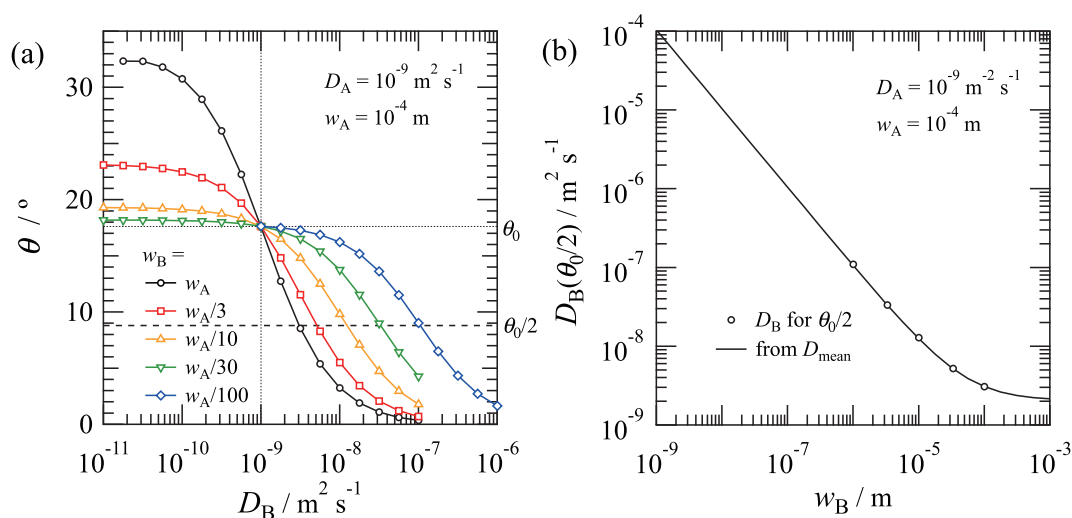 (a)
θ / °
30
20
10
0
D_A = 10^-9 m^2 s^-1
w_A = 10^-4 m
θ_0
θ_0/2
w_B =
w_A
w_A/3
w_A/10
w_A/30
w_A/100
10^-11 10^-10 10^-9 10^-8 10^-7 10^-6
D_B / m^2 s^-1
(b)
D_B(θ_0/2) / m^2 s^-1
10^-4
10^-5
10^-6
10^-7
10^-8
10^-9
D_A = 10^-9 m^-2 s^-1
w_A = 10^-4 m
D_B for θ_0/2
from D_mean
10^-9 10^-7 10^-5 10^-3
w_B / m